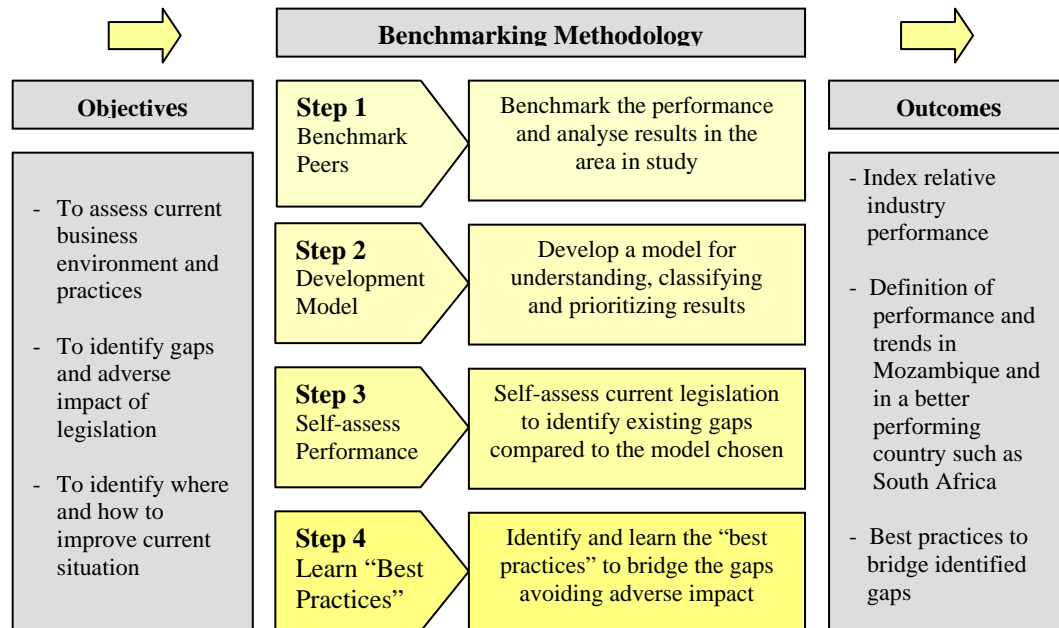 Benchmarking Methodology
Objectives
- To assess current
business
environment and
practices
- To identify gaps
and adverse
impact of
legislation
- To identify where
and how to
improve current
situation
Step 1
Benchmark
Peers
Benchmark the performance
and analyse results in the
area in study
Step 2
Development
Model
Develop a model for
understanding, classifying
and prioritizing results
Step 3
Self-assess
Performance
Self-assess current legislation
to identify existing gaps
compared to the model chosen
Step 4
Learn “Best
Practices”
Identify and learn the “best
practices” to bridge the gaps
avoiding adverse impact
Outcomes
- Index relative
industry
performance
- Definition of
performance and
trends in
Mozambique and
in a better
performing
country such as
South Africa
- Best practices to
bridge identified
gaps